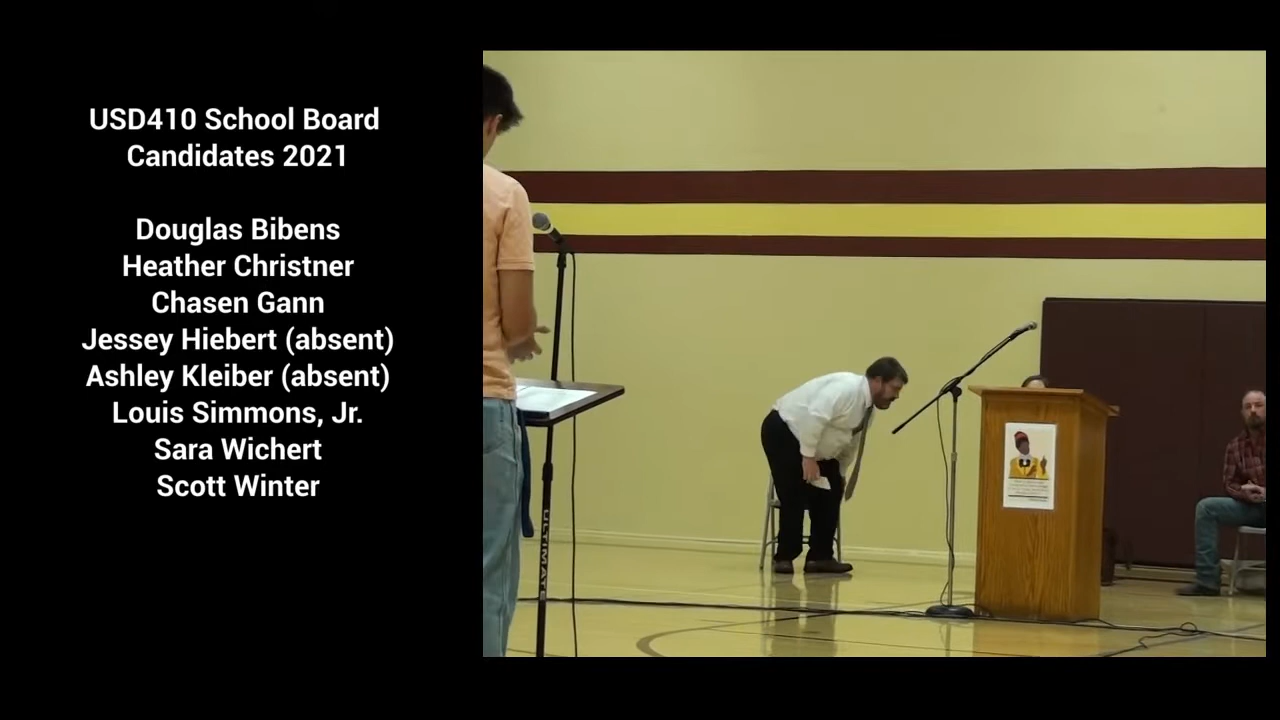 USD410 School Board
Candidates 2021
Douglas Bibens
Heather Christner
Chasen Gann
Jessey Hiebert (absent)
Ashley Kleiber (absent)
Louis Simmons, Jr.
Sara Wichert
Scott Winter
ULTIMATE